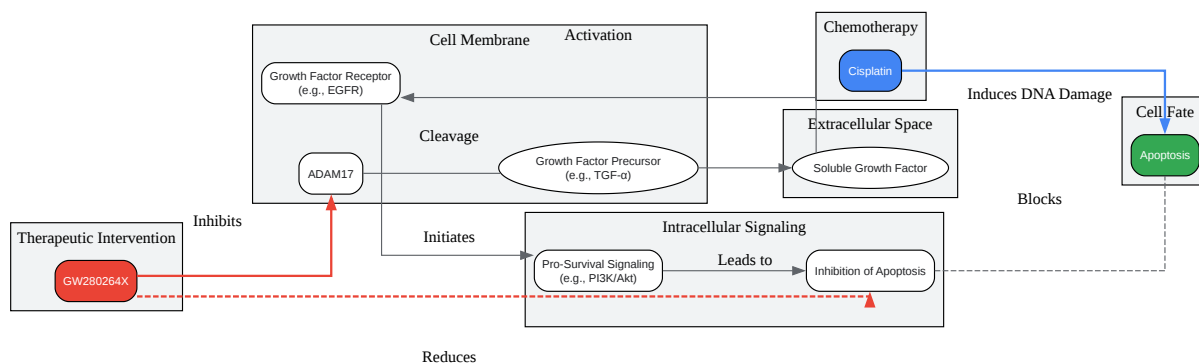 Chemotherapy
Cisplatin
Cell Membrane
Activation
Growth Factor Receptor
(e.g., EGFR)
Induces DNA Damage
Cell Fate
Apoptosis
Extracellular Space
Soluble Growth Factor
Cleavage
ADAM17
Growth Factor Precursor
(e.g., TGF-α)
Blocks
Inhibits
Therapeutic Intervention
GW280264X
Initiates
Intracellular Signaling
Pro-Survival Signaling
(e.g., PI3K/Akt)
Leads to
Inhibition of Apoptosis
Reduces